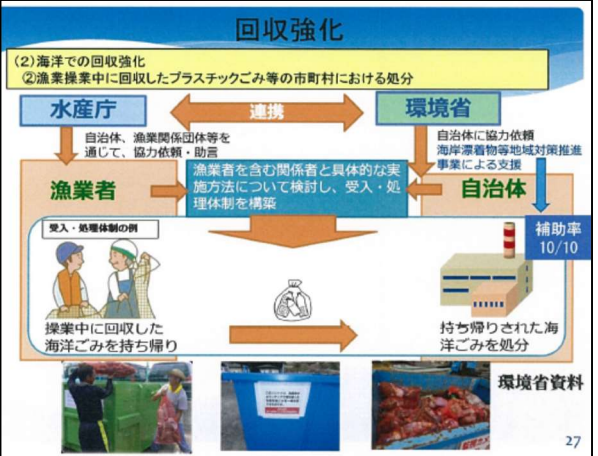 回収強化
（2）海洋での回収強化
②漁業操業中に回収したプラスチックごみ等の市町村における処分
水産庁
連携
環境省
自治体、漁業関係団体等を
通じて、協力依頼・助言
自治体に協力依頼
海岸漂着物等地域対策推進
事業による支援
漁業者
漁業者を含む関係者と具体的な実
施方法について検討し、受入・処
理体制を構築
自治体
補助率
10/10
受入・処理体制の例
操業中に回収した
海洋ごみを持ち帰り
持ち帰りされた海
洋ごみを処分
環境省資料
27